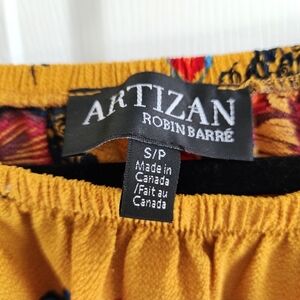 ARTIZAN
ROBIN BARRÉ
S/P
Made in
Canada
/Fait au
Canada